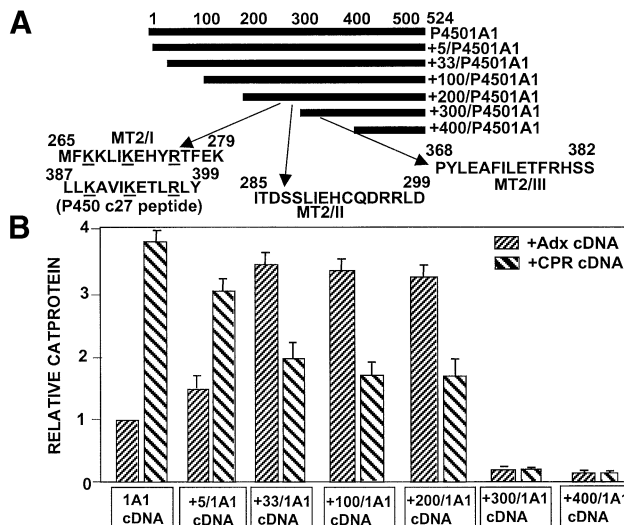 A
1 100 200 300 400 500 524
P4501A1
+5/P4501A1
+33/P4501A1
+100/P4501A1
+200/P4501A1
+300/P4501A1
+400/P4501A1
MT2/I
265 279
MFKKLIKEHYRTFEK
387 399
LLKAVIKETLRLY
(P450 c27 peptide)
285 299
ITDSSLIEHCQDRRLD
MT2/II
368 382
PYLEAFILETFRHSS
MT2/III
B
RELATIVE CATPROTEIN
4
3
2
1
0
+Adx cDNA
+CPR cDNA
1A1 cDNA
+5/1A1 cDNA
+33/1A1 cDNA
+100/1A1 cDNA
+200/1A1 cDNA
+300/1A1 cDNA
+400/1A1 cDNA